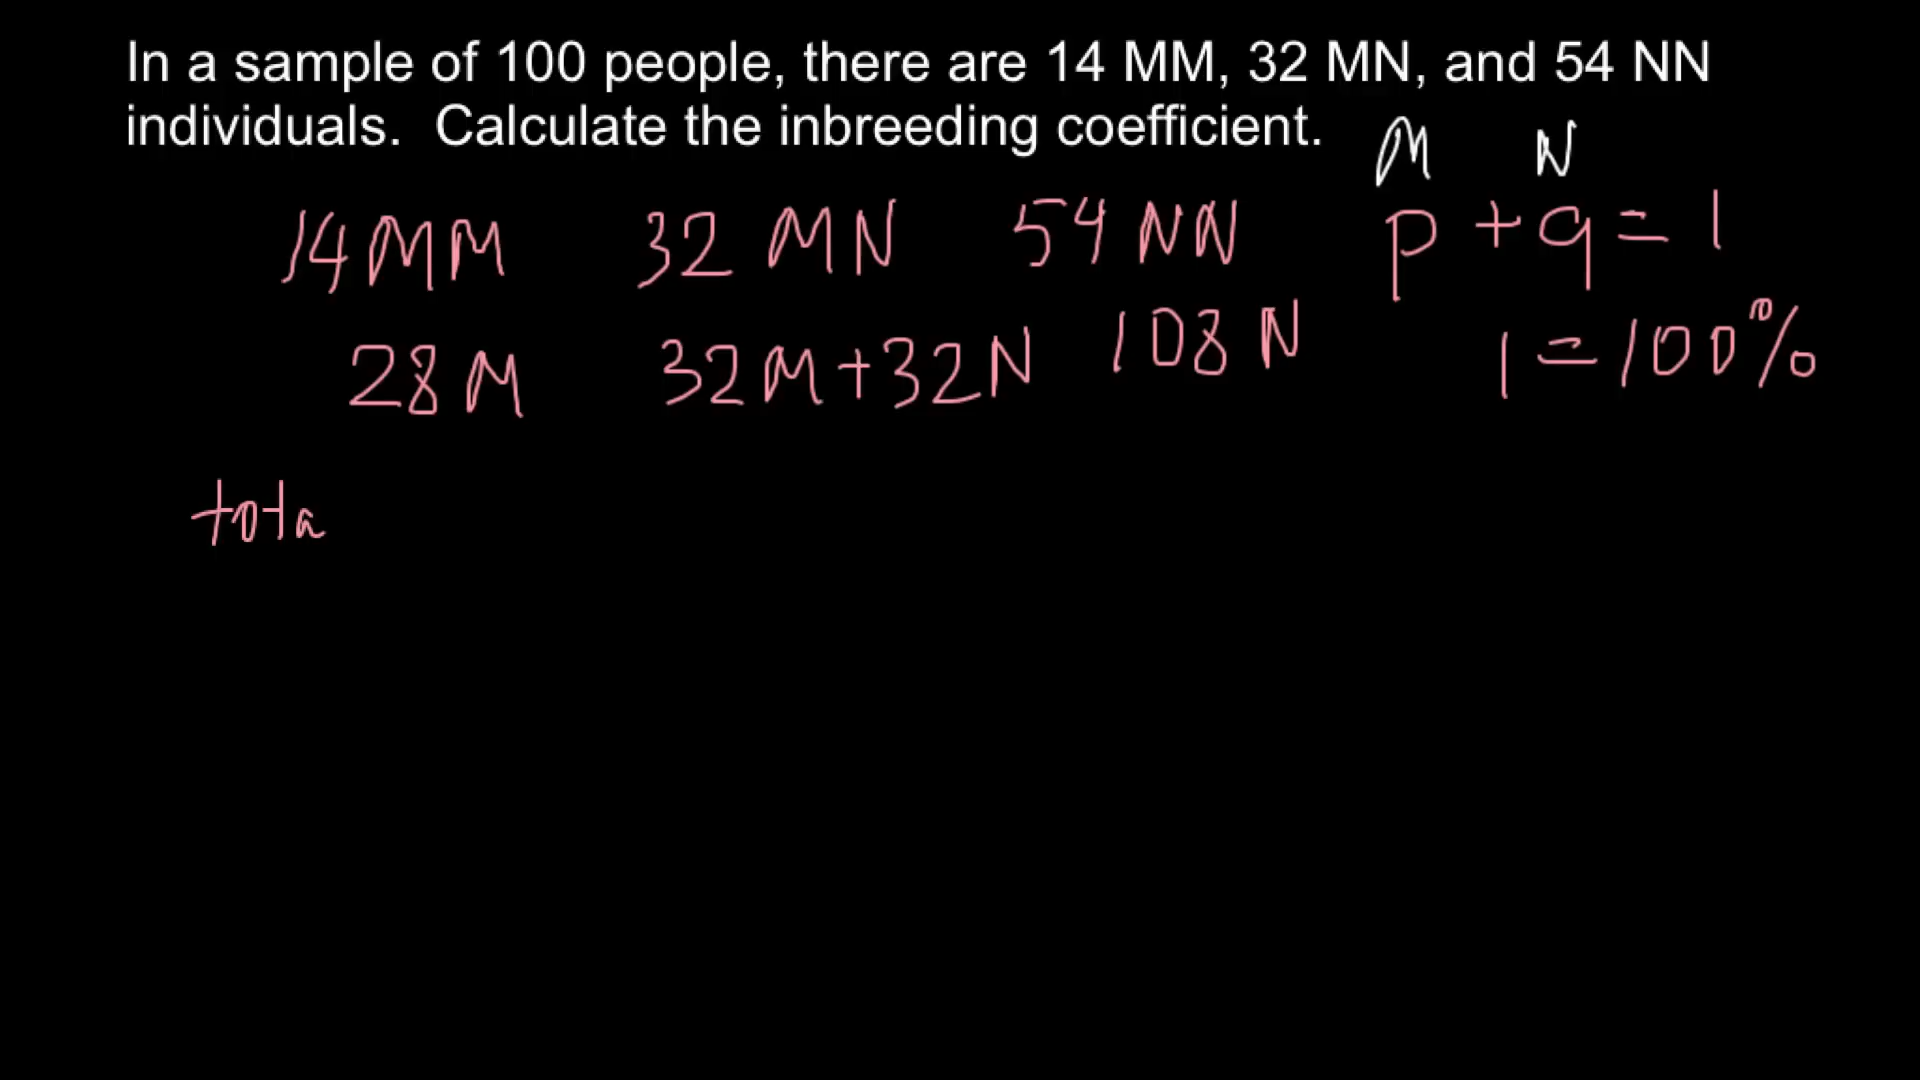 In a sample of 100 people, there are 14 MM, 32 MN, and 54 NN
individuals. Calculate the inbreeding coefficient.
M N
14 MM 32 MN 54 NN p + q = 1
28 M 32 M + 32 N 108 N 1 = 100%
tota